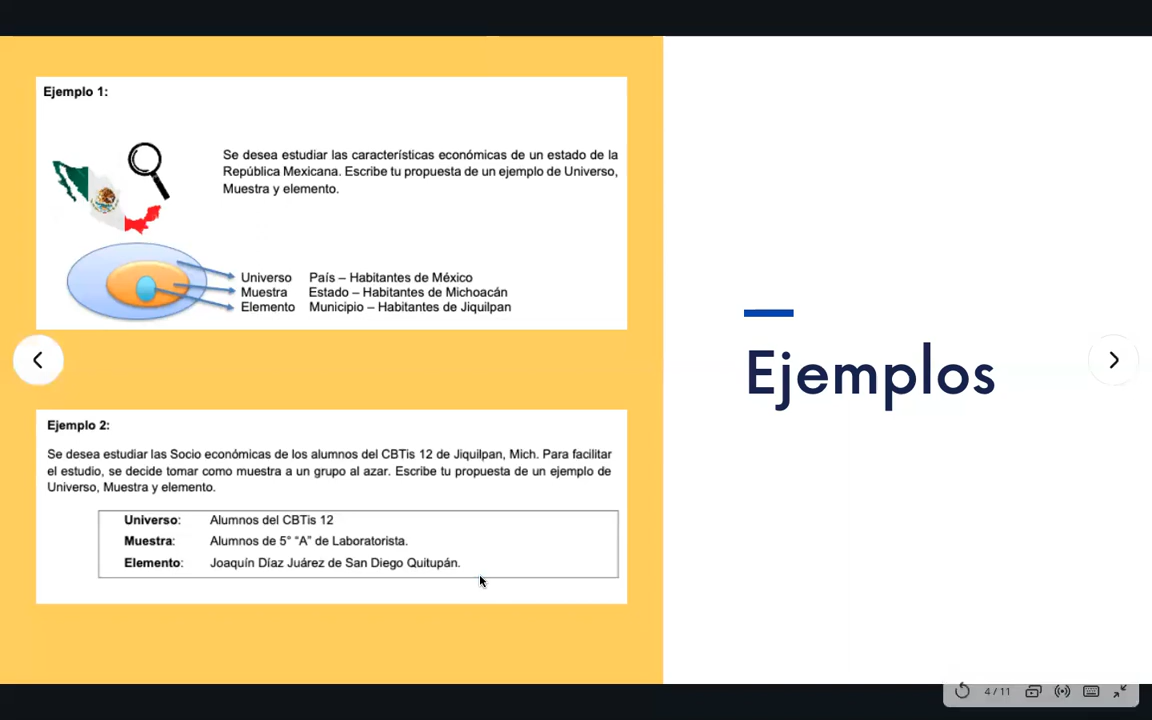 Ejemplo 1:
Se desea estudiar las características económicas de un estado de la
República Mexicana. Escribe tu propuesta de un ejemplo de Universo,
Muestra y elemento.
Universo País – Habitantes de México
Muestra Estado – Habitantes de Michoacán
Elemento Municipio – Habitantes de Jiquilpan
Ejemplo 2:
Se desea estudiar las Socio económicas de los alumnos del CBTis 12 de Jiquilpan, Mich. Para facilitar
el estudio, se decide tomar como muestra a un grupo al azar. Escribe tu propuesta de un ejemplo de
Universo, Muestra y elemento.
Universo: Alumnos del CBTis 12
Muestra: Alumnos de 5° “A” de Laboratorista.
Elemento: Joaquín Díaz Juárez de San Diego Quitupán.
Ejemplos
4 / 11